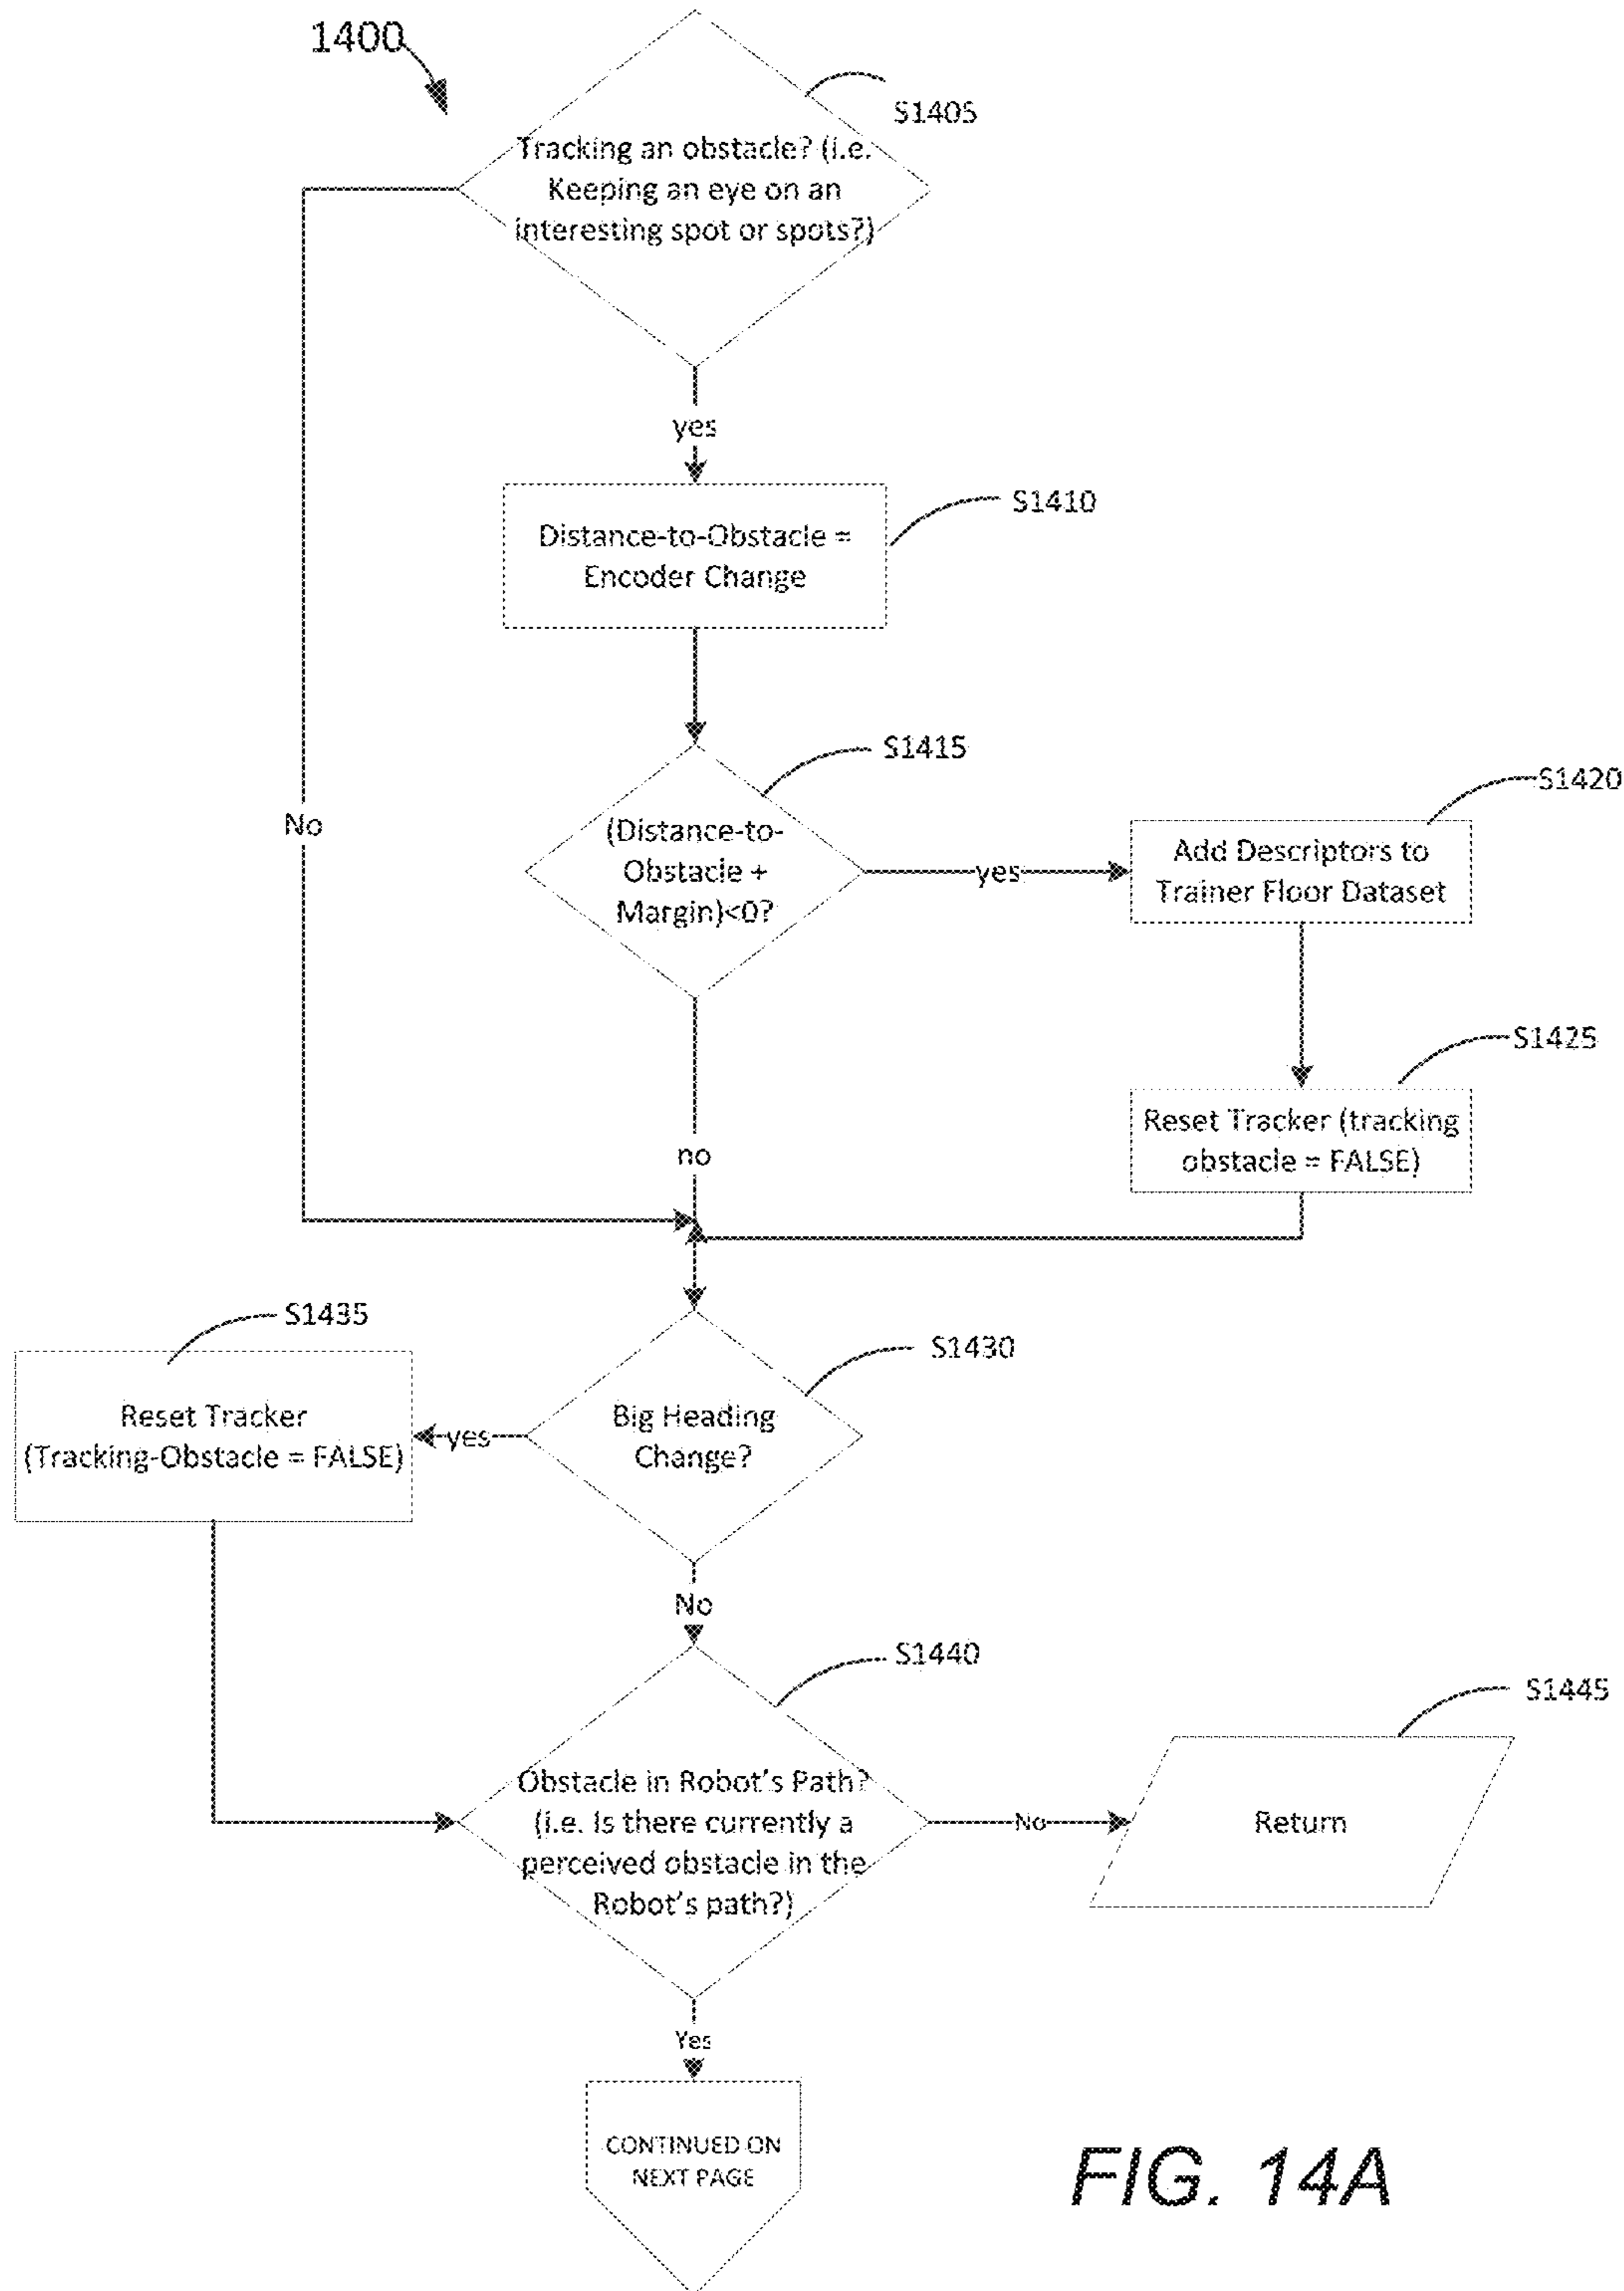 1400
S1405
Tracking an obstacle? (i.e.
Keeping an eye on an
interesting spot or spots?)
yes
S1410
Distance-to-Obstacle =
Encoder Change
S1415
(Distance-to-
Obstacle +
Margin)<0?
yes
S1420
Add Descriptors to
Trainer Floor Dataset
No
S1425
Reset Tracker (tracking
obstacle = FALSE)
no
S1435
Reset Tracker
(Tracking-Obstacle = FALSE)
S1430
Big Heading
Change?
yes
No
S1440
Obstacle in Robot's Path?
(i.e. Is there currently a
perceived obstacle in the
Robot's path?)
No
S1445
Return
Yes
CONTINUED ON
NEXT PAGE
FIG. 14A